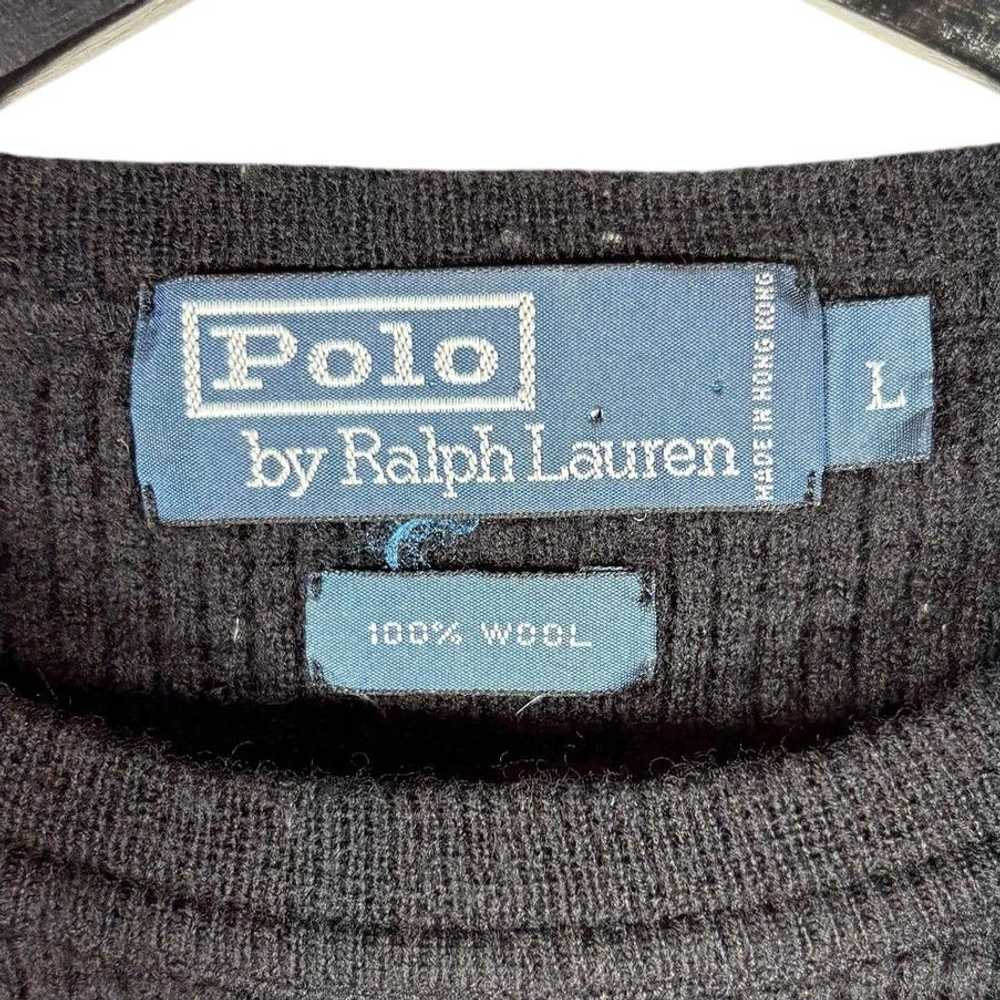 Polo
by Ralph Lauren
MADE IN HONG KONG
L
100% WOOL